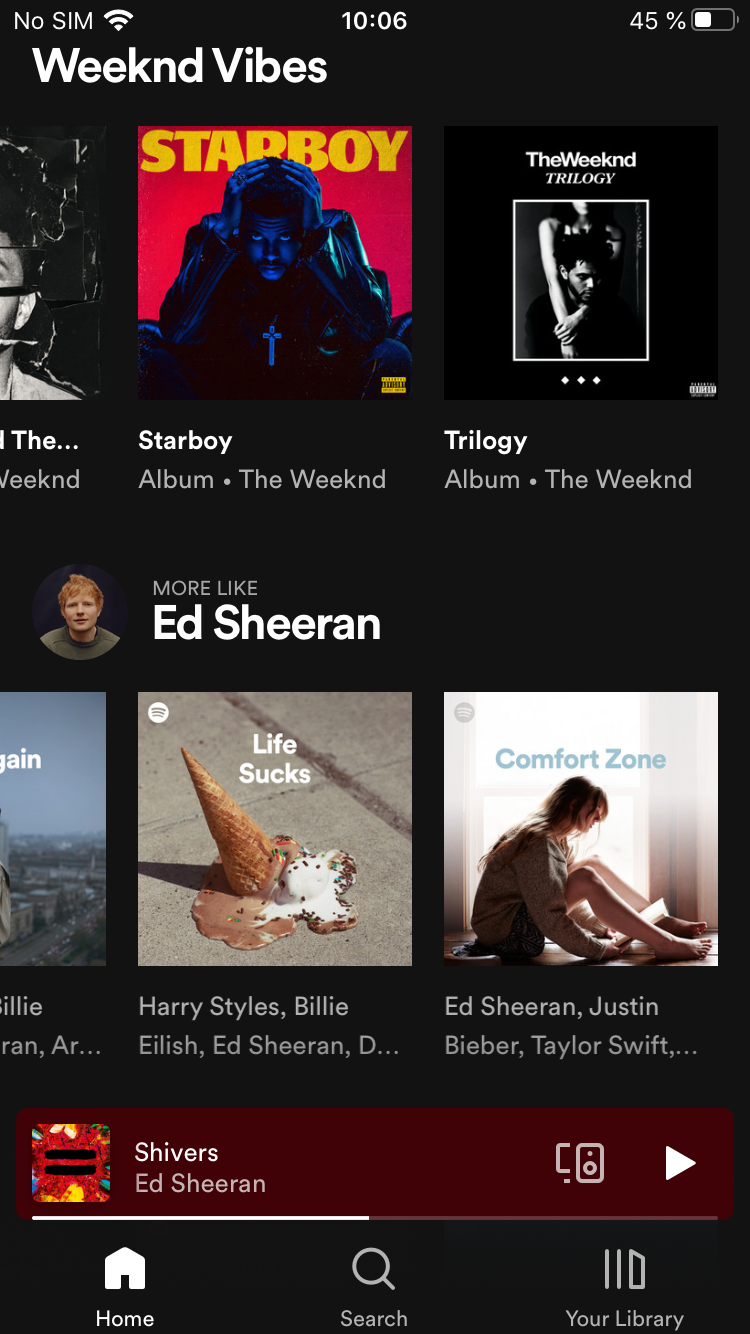 No SIM 10:06 45 %
Weeknd Vibes
STARBOY
TheWeeknd
TRILOGY
d The... Starboy Trilogy
Weeknd Album • The Weeknd Album • The Weeknd
MORE LIKE
Ed Sheeran
gain Life
Sucks
Comfort Zone
Billie Harry Styles, Billie Ed Sheeran, Justin
ran, Ar... Eilish, Ed Sheeran, D... Bieber, Taylor Swift,...
Shivers
Ed Sheeran
Home Search Your Library